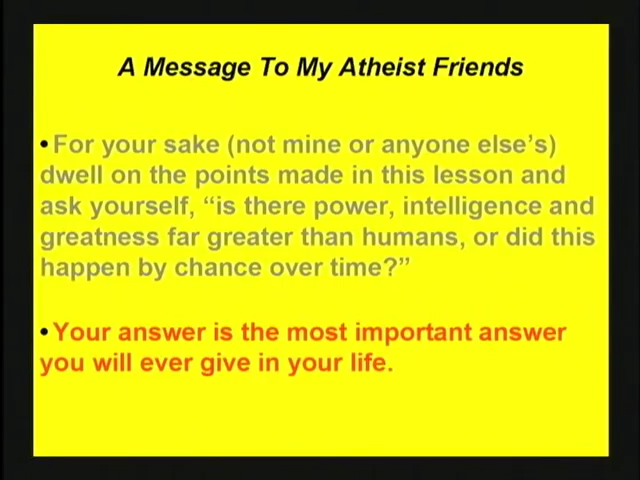 A Message To My Atheist Friends
• For your sake (not mine or anyone else’s)
dwell on the points made in this lesson and
ask yourself, “is there power, intelligence and
greatness far greater than humans, or did this
happen by chance over time?”
• Your answer is the most important answer
you will ever give in your life.